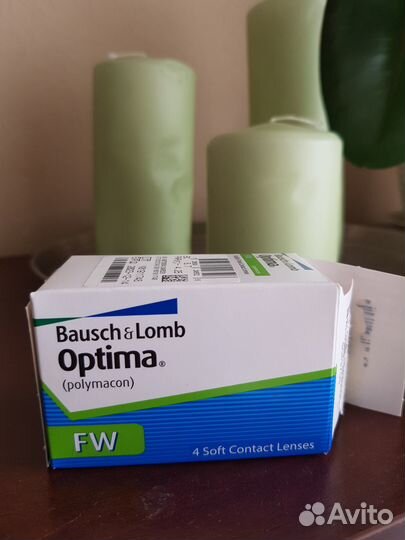 Bausch & Lomb
Optima®
(polymacon)
FW
4 Soft Contact Lenses
Avito